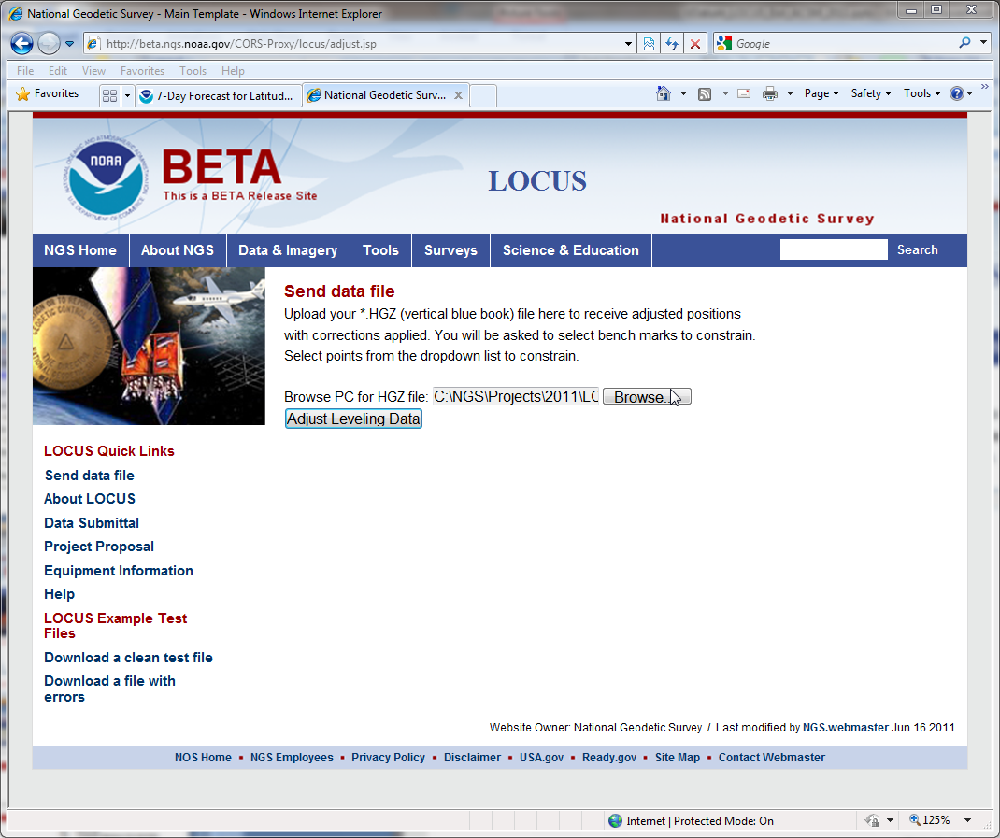 National Geodetic Survey - Main Template - Windows Internet Explorer
http://beta.ngs.noaa.gov/CORS-Proxy/locus/adjust.jsp
Google
File Edit View Favorites Tools Help
Favorites
7-Day Forecast for Latitud...
National Geodetic Surv...
Page Safety Tools
NOAA
BETA
This is a BETA Release Site
LOCUS
National Geodetic Survey
NGS Home About NGS Data & Imagery Tools Surveys Science & Education Search
Send data file
Upload your *.HGZ (vertical blue book) file here to receive adjusted positions
with corrections applied. You will be asked to select bench marks to constrain.
Select points from the dropdown list to constrain.
Browse PC for HGZ file: C:\NGS\Projects\2011\LO Browse...
Adjust Leveling Data
LOCUS Quick Links
Send data file
About LOCUS
Data Submittal
Project Proposal
Equipment Information
Help
LOCUS Example Test
Files
Download a clean test file
Download a file with
errors
Website Owner: National Geodetic Survey / Last modified by NGS.webmaster Jun 16 2011
NOS Home ▪ NGS Employees ▪ Privacy Policy ▪ Disclaimer ▪ USA.gov ▪ Ready.gov ▪ Site Map ▪ Contact Webmaster
Internet | Protected Mode: On
125%